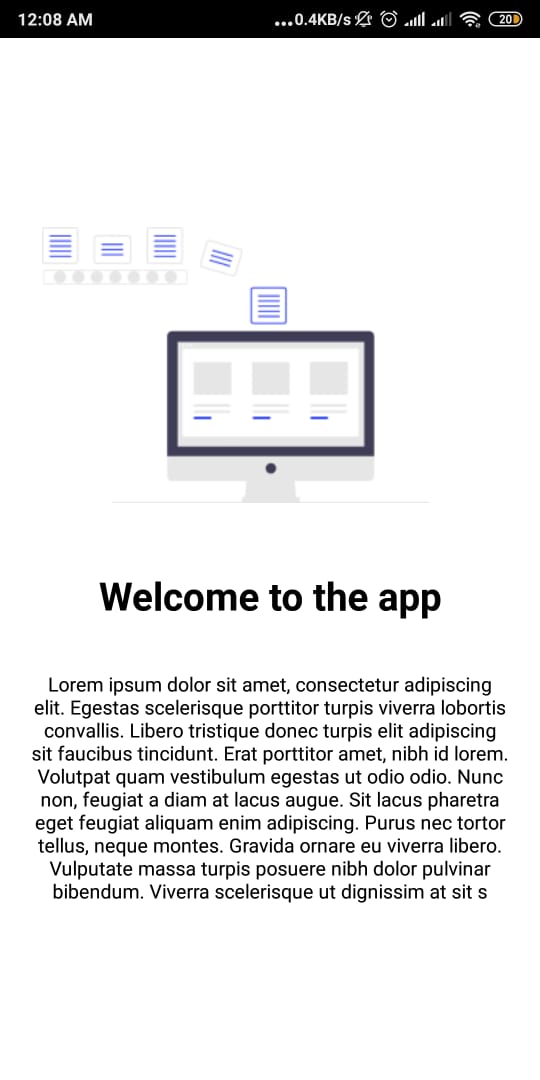 12:08 AM
...0.4KB/s
20
Welcome to the app
Lorem ipsum dolor sit amet, consectetur adipiscing
elit. Egestas scelerisque porttitor turpis viverra lobortis
convallis. Libero tristique donec turpis elit adipiscing
sit faucibus tincidunt. Erat porttitor amet, nibh id lorem.
Volutpat quam vestibulum egestas ut odio odio. Nunc
non, feugiat a diam at lacus augue. Sit lacus pharetra
eget feugiat aliquam enim adipiscing. Purus nec tortor
tellus, neque montes. Gravida ornare eu viverra libero.
Vulputate massa turpis posuere nibh dolor pulvinar
bibendum. Viverra scelerisque ut dignissim at sit s